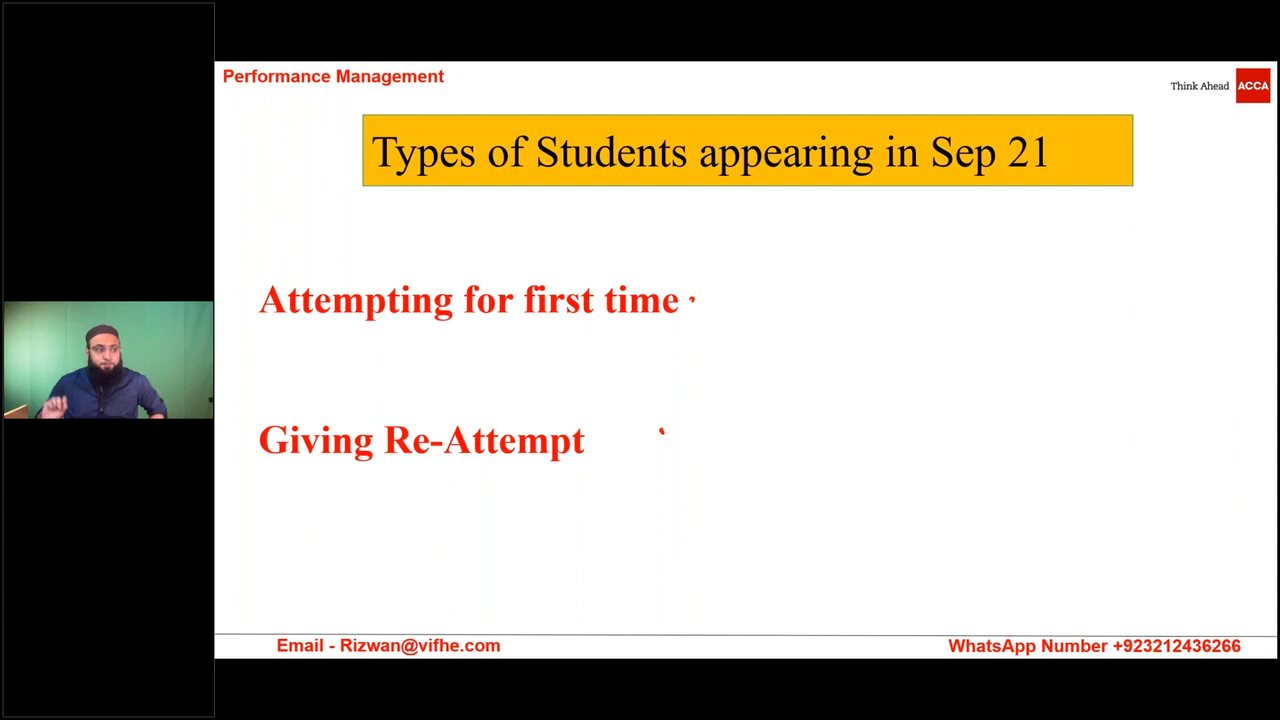 Performance Management
Think Ahead ACCA
Types of Students appearing in Sep 21
Attempting for first time
Giving Re-Attempt
Email - Rizwan@vifhe.com
WhatsApp Number +923212436266